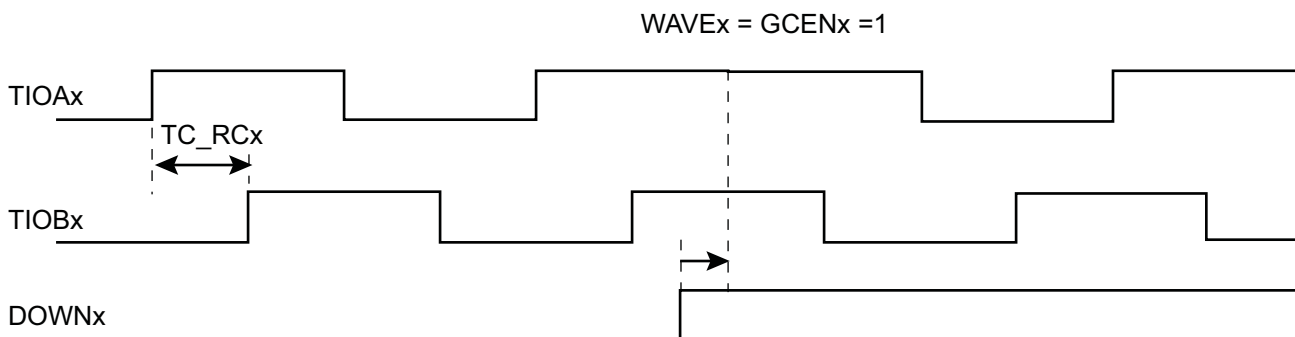 WAVEx = GCENx =1
TIOAx
TC_RCx
TIOBx
DOWNx